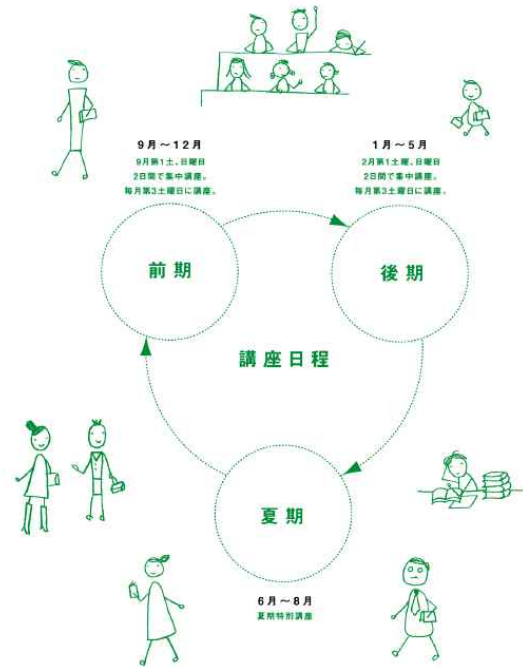 9月～12月
9月第1土、日曜日
2日間で集中講座。
毎月第3土曜日に講座。
1月～5月
2月第1土曜、日曜日
2日間で集中講座。
毎月第3土曜日に講座。
前期
後期
講座日程
夏期
6月～8月
夏期特別講座